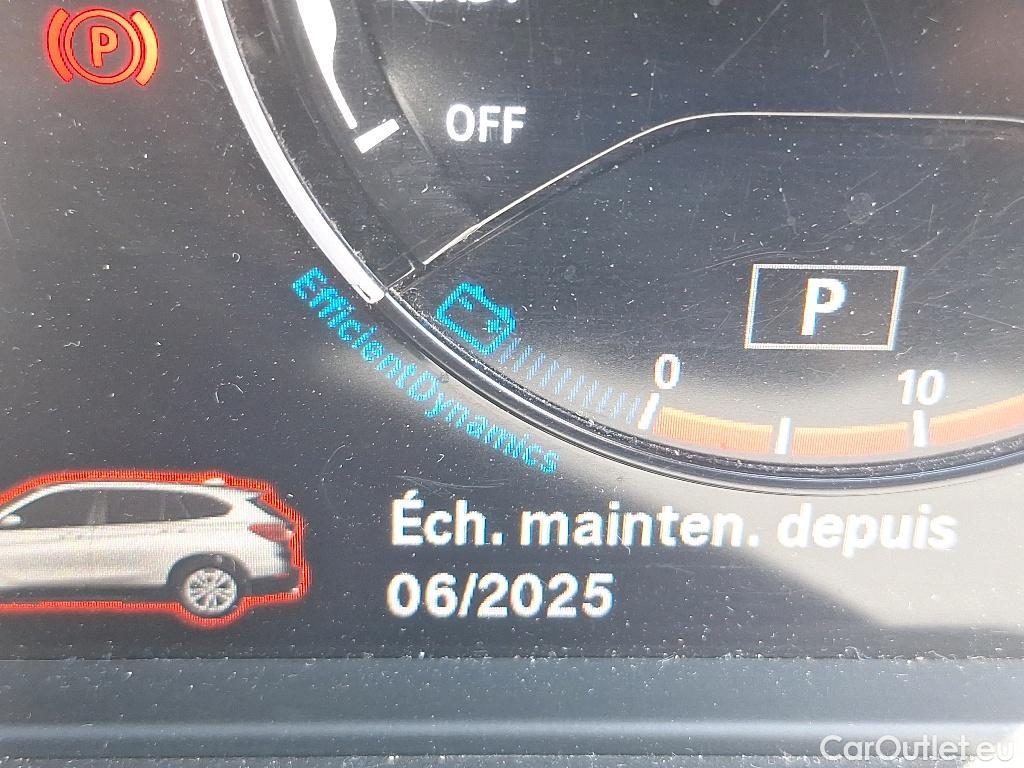 P
OFF
EfficientDynamics
P
0
10
Éch. mainten. depuis
06/2025
CarOutlet.eu